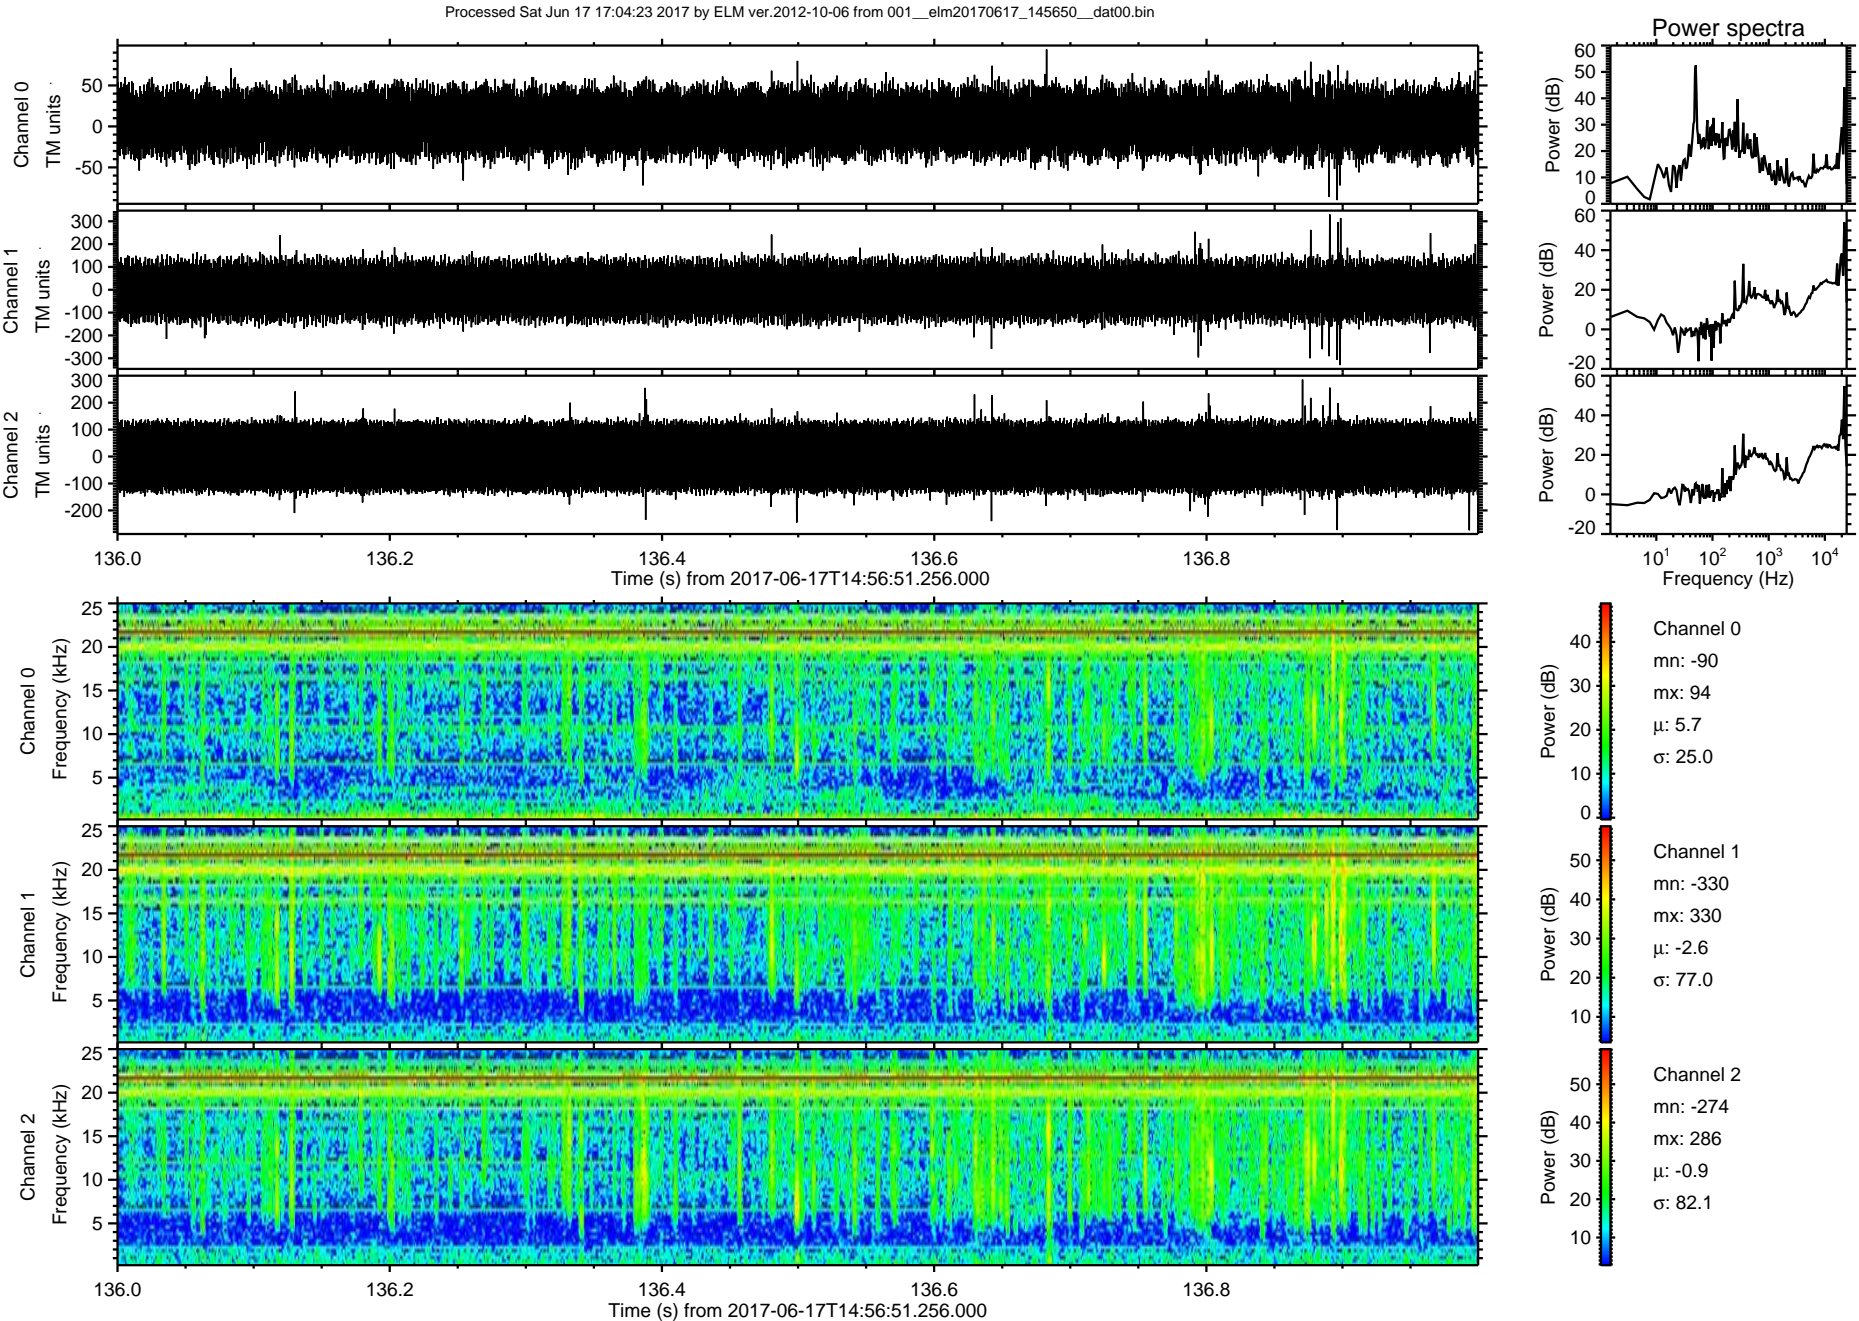 Processed Sat Jun 17 17:04:23 2017 by ELM ver.2012-10-06 from 001__elm20170617_145650__dat00.bin
Power spectra
Channel 0
TM units
50
0
-50
Power (dB)
60
50
40
30
20
10
0
Channel 1
TM units
300
200
100
0
-100
-200
-300
Power (dB)
60
40
20
0
-20
Channel 2
TM units
300
200
100
0
-100
-200
Power (dB)
60
40
20
0
-20
136.0 136.2 136.4 136.6 136.8
Time (s) from 2017-06-17T14:56:51.256.000
10^1 10^2 10^3 10^4
Frequency (Hz)
Channel 0
Frequency (kHz)
25
20
15
10
5
Power (dB)
40
30
20
10
0
Channel 0
mn: -90
mx: 94
μ: 5.7
σ: 25.0
Channel 1
Frequency (kHz)
25
20
15
10
5
Power (dB)
50
40
30
20
10
Channel 1
mn: -330
mx: 330
μ: -2.6
σ: 77.0
Channel 2
Frequency (kHz)
25
20
15
10
5
Power (dB)
50
40
30
20
10
Channel 2
mn: -274
mx: 286
μ: -0.9
σ: 82.1
136.0 136.2 136.4 136.6 136.8
Time (s) from 2017-06-17T14:56:51.256.000